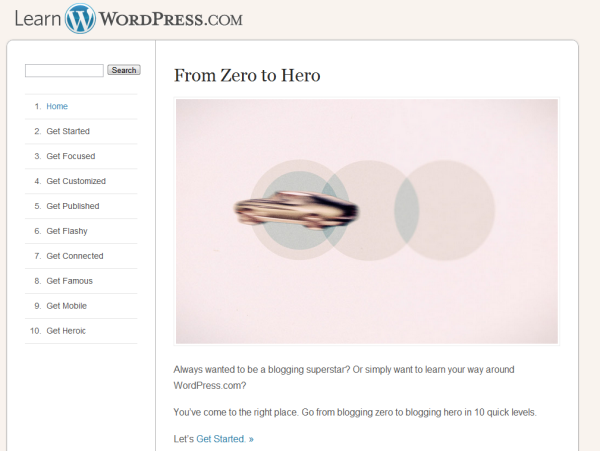 Learn WordPress.com
Search
1. Home
2. Get Started
3. Get Focused
4. Get Customized
5. Get Published
6. Get Flashy
7. Get Connected
8. Get Famous
9. Get Mobile
10. Get Heroic
From Zero to Hero
Always wanted to be a blogging superstar? Or simply want to learn your way around
WordPress.com?
You've come to the right place. Go from blogging zero to blogging hero in 10 quick levels.
Let's Get Started. »